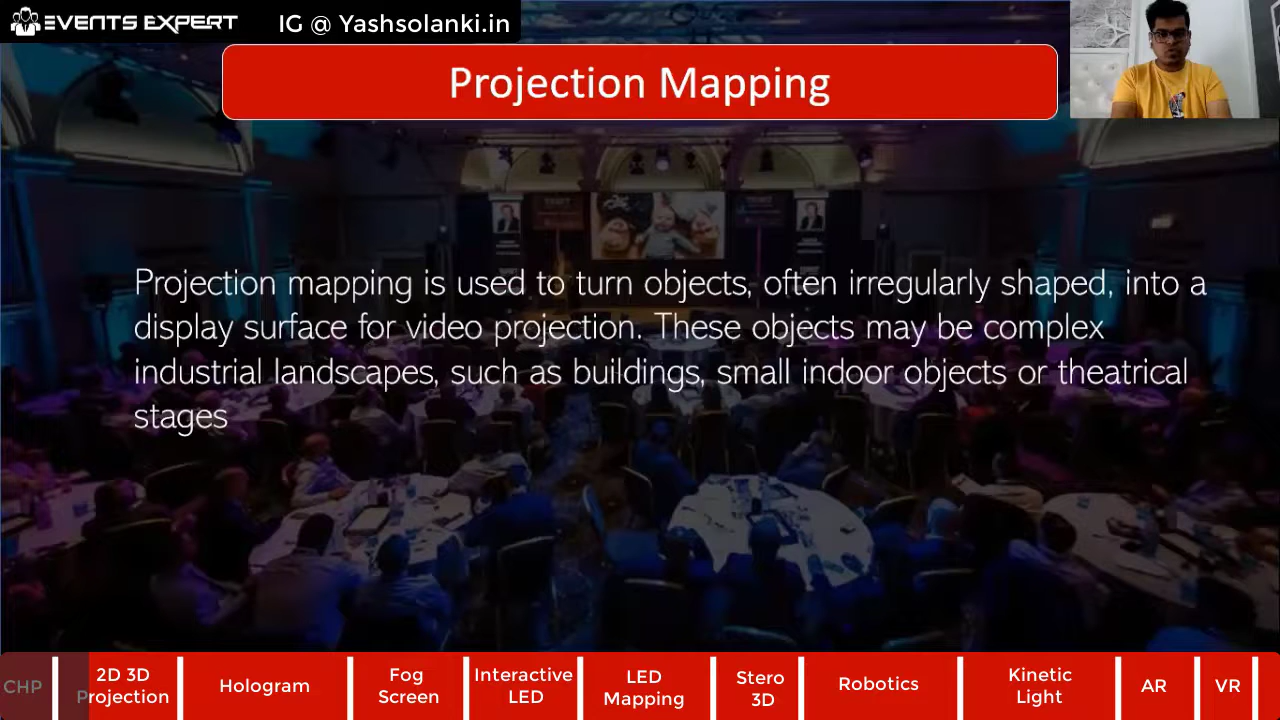 EVENTS EXPERT IG @ Yashsolanki.in
Projection Mapping
Projection mapping is used to turn objects, often irregularly shaped, into a
display surface for video projection. These objects may be complex
industrial landscapes, such as buildings, small indoor objects or theatrical
stages
CHP
2D 3D
Projection
Hologram
Fog
Screen
Interactive
LED
LED
Mapping
Stero
3D
Robotics
Kinetic
Light
AR
VR